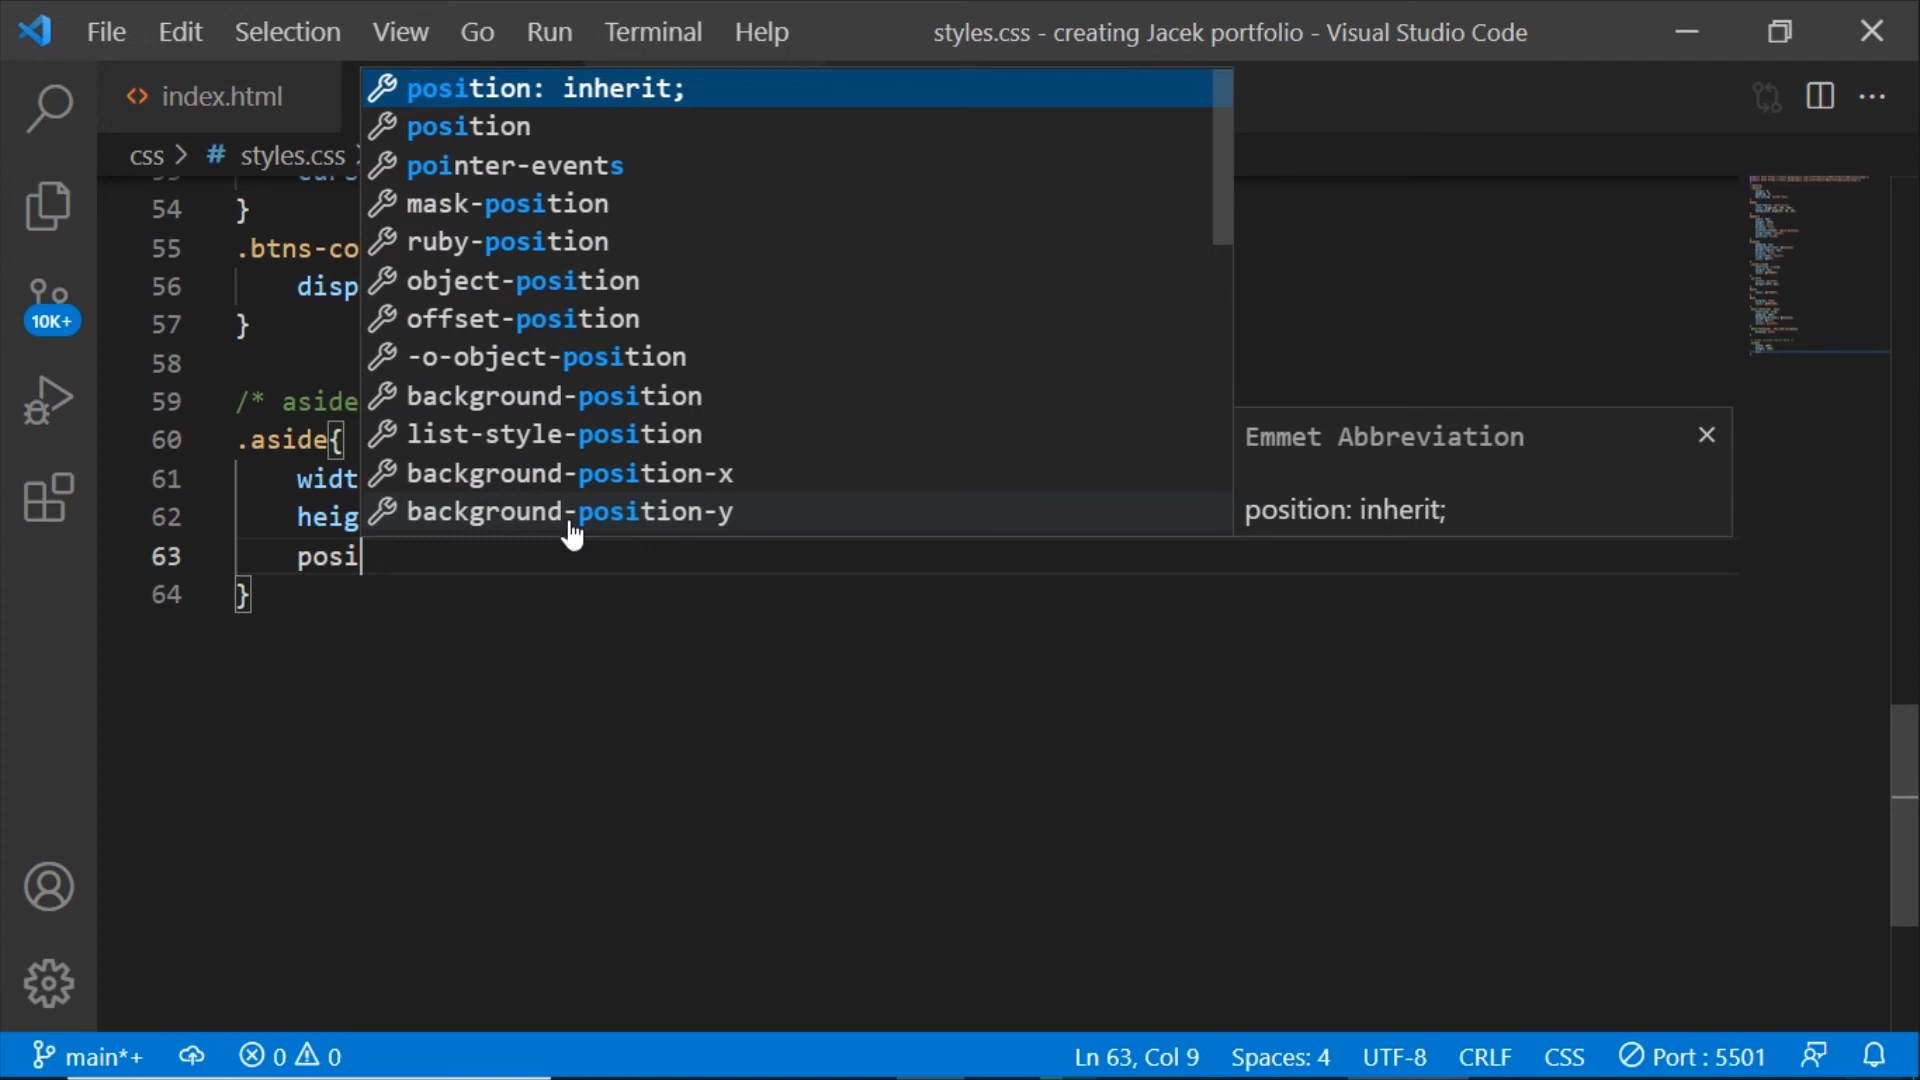 File Edit Selection View Go Run Terminal Help styles.css - creating Jacek portfolio - Visual Studio Code
<> index.html
css > # styles.css
position: inherit;
position
pointer-events
mask-position
ruby-position
object-position
offset-position
-o-object-position
background-position
list-style-position
background-position-x
background-position-y
54 }
55 .btns-co
56 disp
57 }
58
59 /* aside
60 .aside{
61 widt
62 heig
63 posi
64 }
Emmet Abbreviation
position: inherit;
10K+
main*+ 0 0 Ln 63, Col 9 Spaces: 4 UTF-8 CRLF CSS Port : 5501